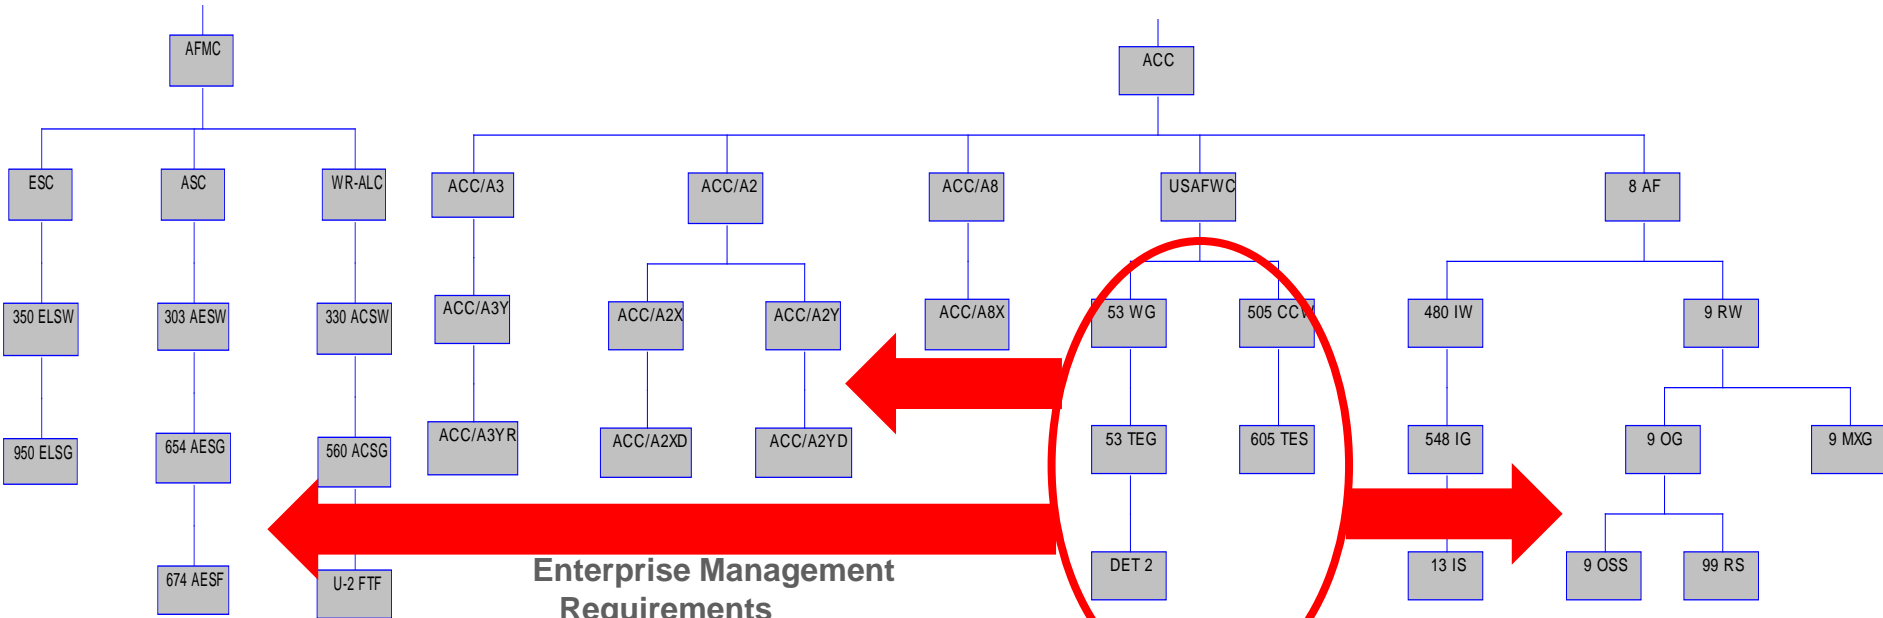 AFMC
ACC
ESC
ASC
WR-ALC
ACC/A3
ACC/A2
ACC/A8
USAFWC
8 AF
350 ELSW
303 AESW
330 ACSW
ACC/A3Y
ACC/A2X
ACC/A2Y
ACC/A8X
53 WG
505 CCW
480 IW
9 RW
950 ELSG
654 AESG
560 ACSG
ACC/A3YR
ACC/A2XD
ACC/A2YD
53 TEG
605 TES
548 IG
9 OG
9 MXG
674 AESF
U-2 FTF
DET 2
13 IS
9 OSS
99 RS
Enterprise Management
Requirements